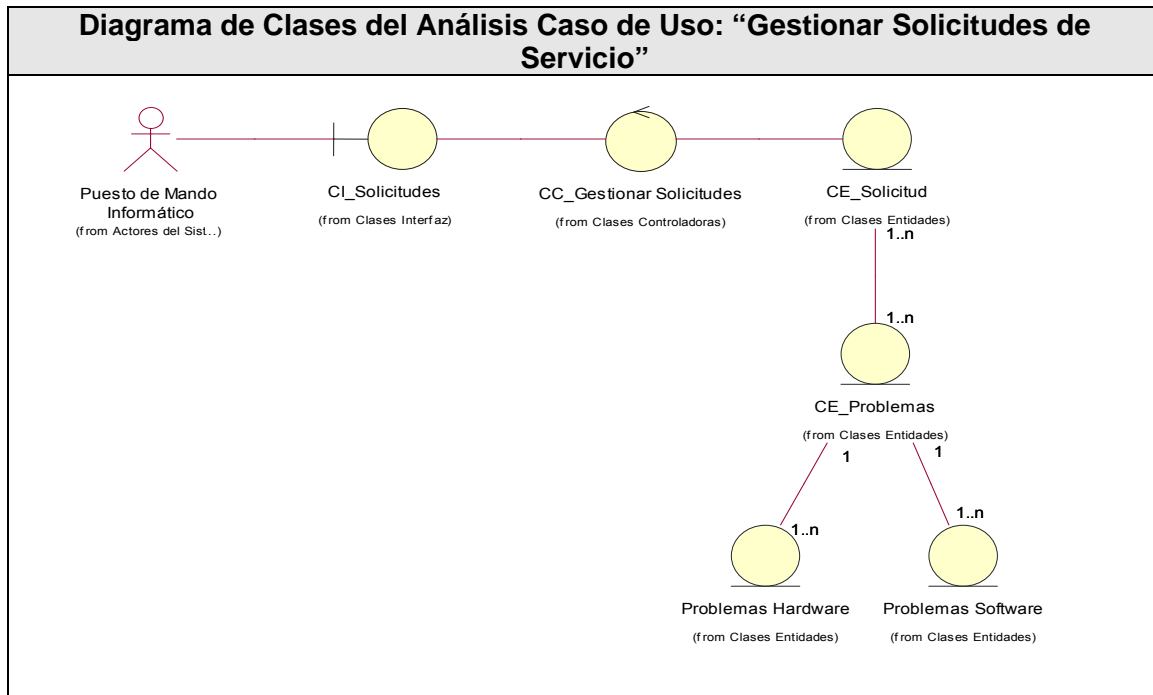 Diagrama de Clases del Análisis Caso de Uso: “Gestionar Solicitudes de
Servicio”
Puesto de Mando
Informático
(from Actores del Sist...)
CI_Solicitudes
(from Clases Interfaz)
CC_Gestionar Solicitudes
(from Clases Controladoras)
CE_Solicitud
(from Clases Entidades)
1..n
1..n
CE_Problemas
(from Clases Entidades)
1
1
1..n
1..n
Problemas Hardware
(from Clases Entidades)
Problemas Software
(from Clases Entidades)